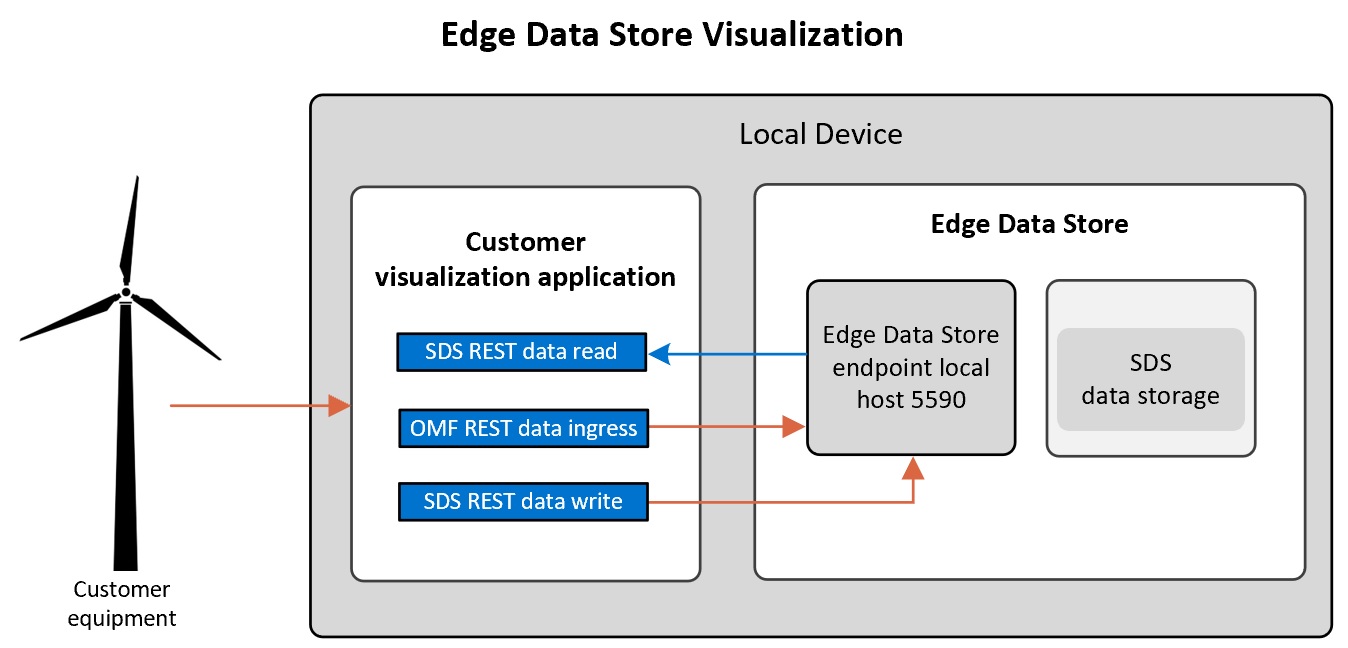 Edge Data Store Visualization
Local Device
Customer
visualization application
SDS REST data read
OMF REST data ingress
SDS REST data write
Edge Data Store
Edge Data Store
endpoint local
host 5590
SDS
data storage
Customer
equipment